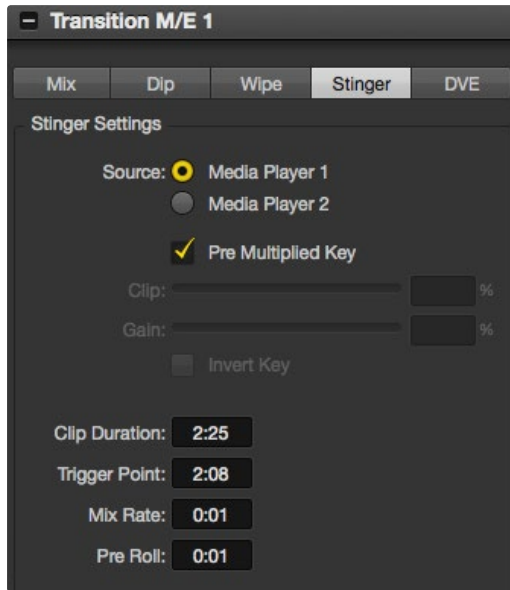 Transition M/E 1
Mix Dip Wipe Stinger DVE
Stinger Settings
Source: Media Player 1
Media Player 2
Pre Multiplied Key
Clip: %
Gain: %
Invert Key
Clip Duration: 2:25
Trigger Point: 2:08
Mix Rate: 0:01
Pre Roll: 0:01